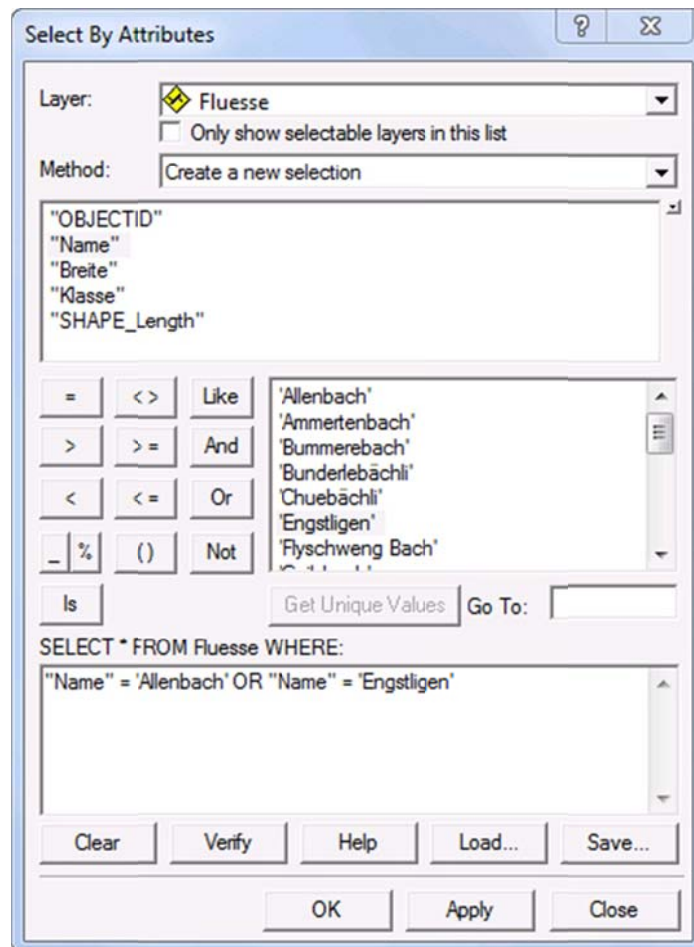 Select By Attributes
Layer: Fluesse
Only show selectable layers in this list
Method: Create a new selection
"OBJECTID"
"Name"
"Breite"
"Klasse"
"SHAPE_Length"
= < > Like
> > = And
< < = Or
_ % ( ) Not
Is
'Allenbach'
'Ammertenbach'
'Bummerebach'
'Bunderlebächli'
'Chuebächli'
'Engstligen'
'Flyschweng Bach'
Get Unique Values Go To:
SELECT * FROM Fluesse WHERE:
"Name" = 'Allenbach' OR "Name" = 'Engstligen'
Clear Verify Help Load... Save...
OK Apply Close